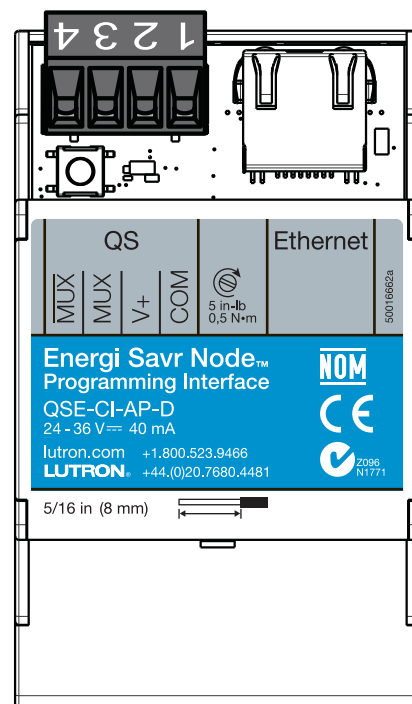 4 3 2 1
QS
Ethernet
MUX
MUX
V+
COM
5 in-lb
0,5 N•m
50016662a
Energi Savr Node™
Programming Interface
QSE-CI-AP-D
24 - 36 V⎓ 40 mA
lutron.com +1.800.523.9466
LUTRON® +44.(0)20.7680.4481
NOM
CE
Z096
N1771
5/16 in (8 mm)